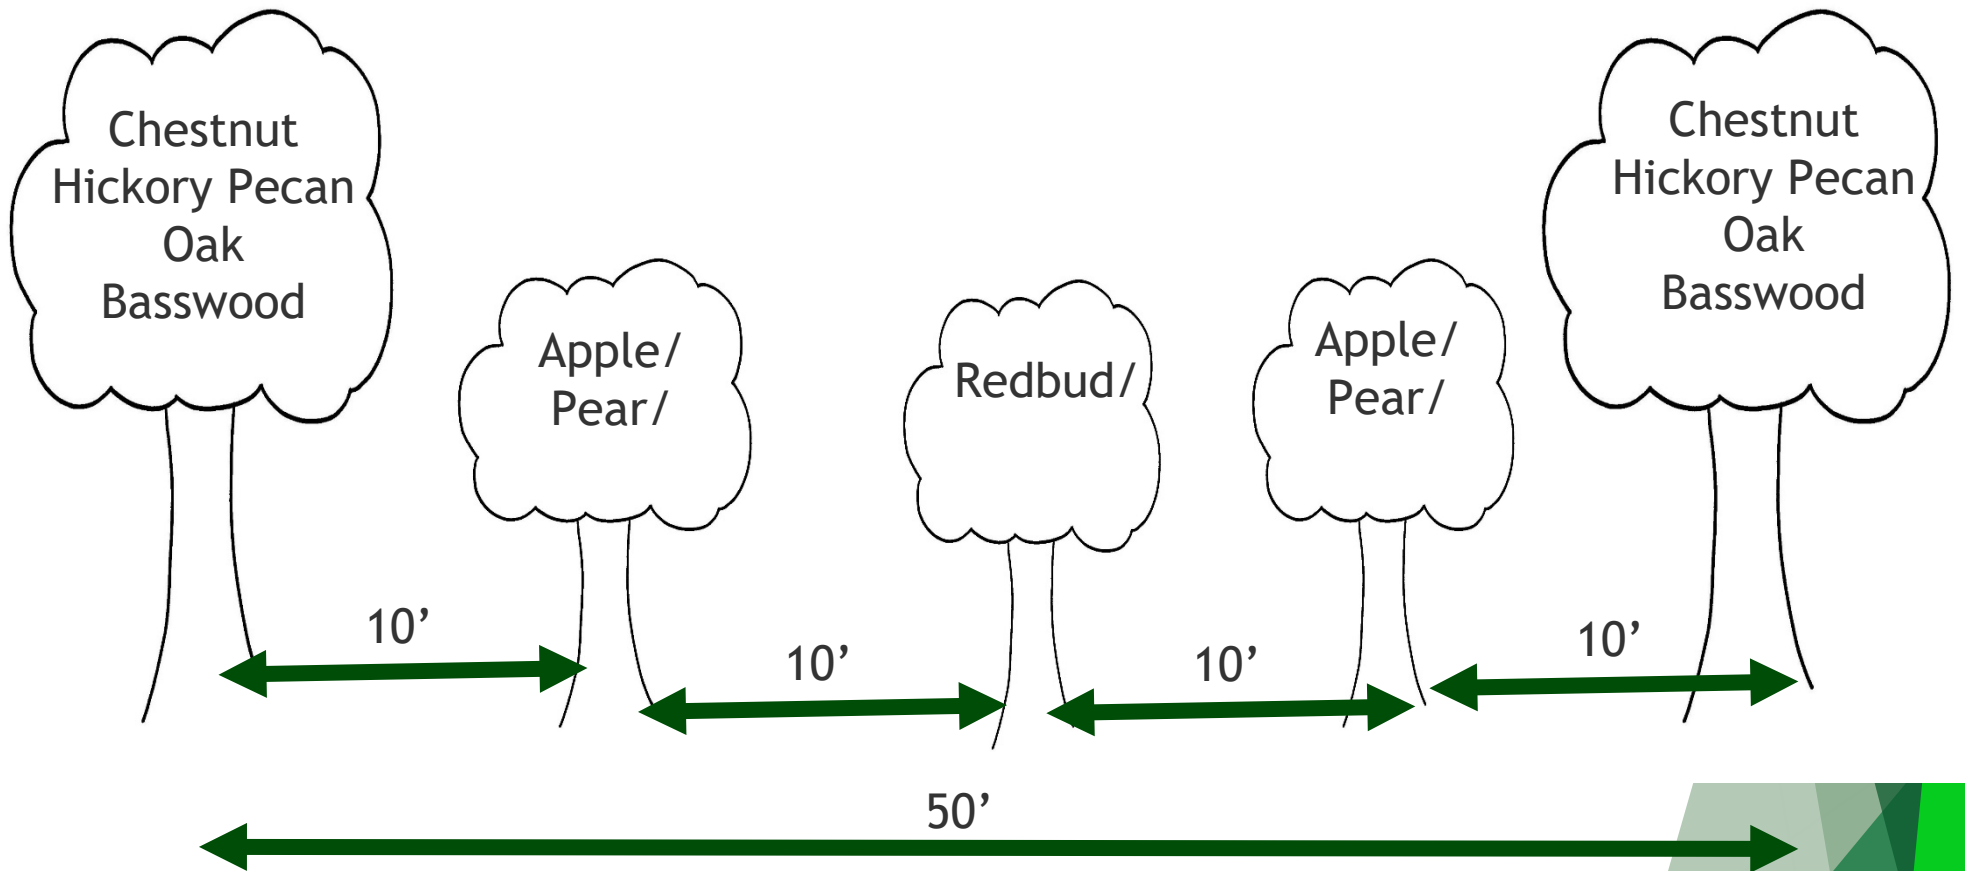 Chestnut
Hickory Pecan
Oak
Basswood
Apple/
Pear/
Redbud/
Apple/
Pear/
Chestnut
Hickory Pecan
Oak
Basswood
10’
10’
10’
10’
50’